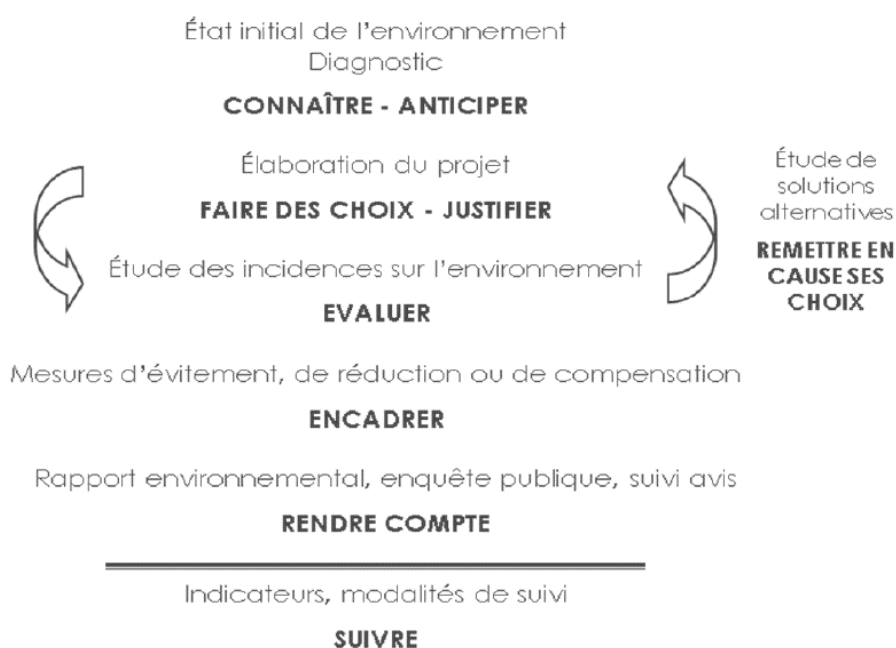 État initial de l'environnement
Diagnostic
CONNAÎTRE - ANTICIPER
Élaboration du projet
FAIRE DES CHOIX - JUSTIFIER
Étude des incidences sur l'environnement
EVALUER
Étude de
solutions
alternatives
REMETTRE EN
CAUSE SES
CHOIX
Mesures d'évitement, de réduction ou de compensation
ENCADRER
Rapport environnemental, enquête publique, suivi avis
RENDRE COMPTE
Indicateurs, modalités de suivi
SUIVRE